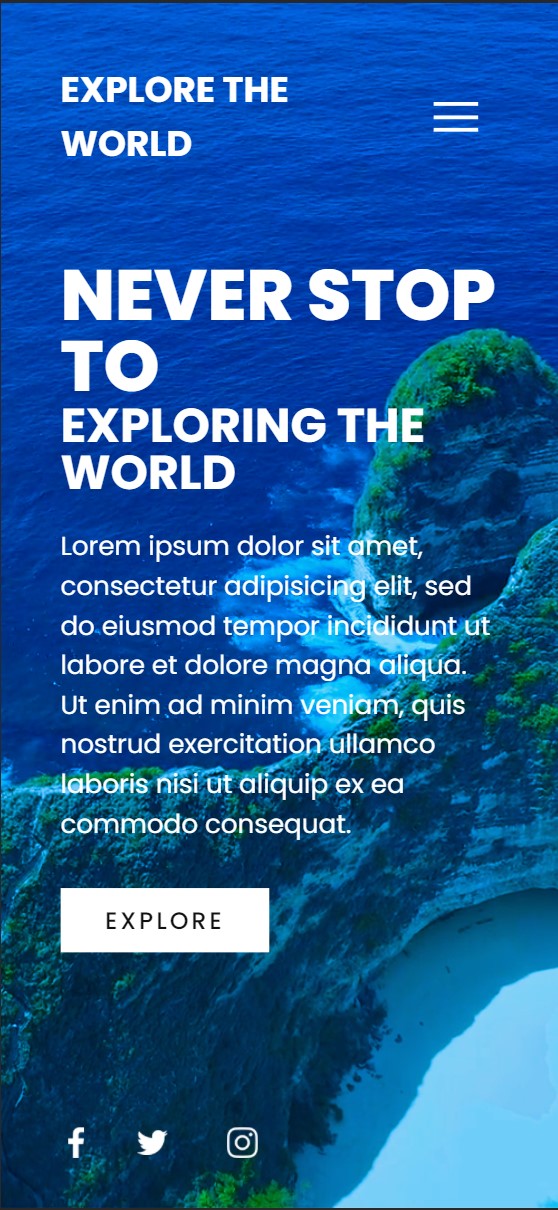 EXPLORE THE
WORLD
NEVER STOP
TO
EXPLORING THE
WORLD
Lorem ipsum dolor sit amet,
consectetur adipisicing elit, sed
do eiusmod tempor incididunt ut
labore et dolore magna aliqua.
Ut enim ad minim veniam, quis
nostrud exercitation ullamco
laboris nisi ut aliquip ex ea
commodo consequat.
EXPLORE